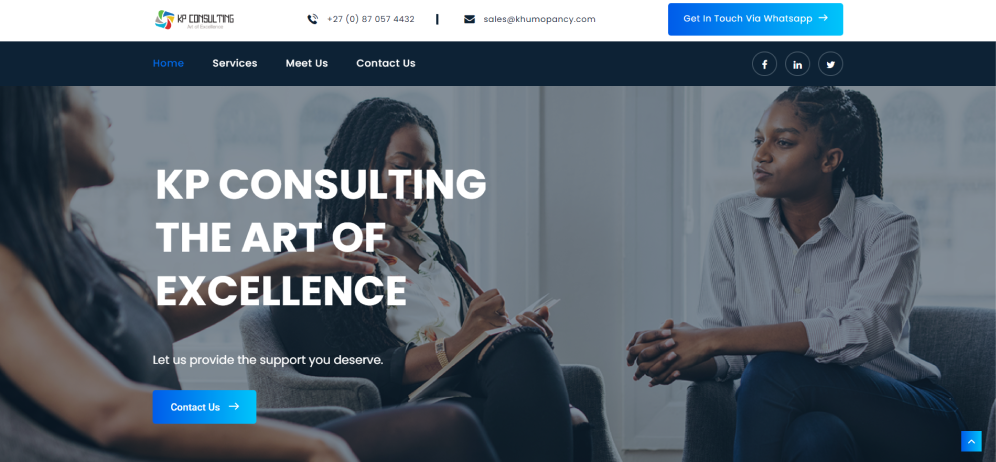 KP CONSULTING
Art of Excellence
+27 (0) 87 057 4432
sales@khumopancy.com
Get In Touch Via Whatsapp
Home
Services
Meet Us
Contact Us
KP CONSULTING
THE ART OF
EXCELLENCE
Let us provide the support you deserve.
Contact Us